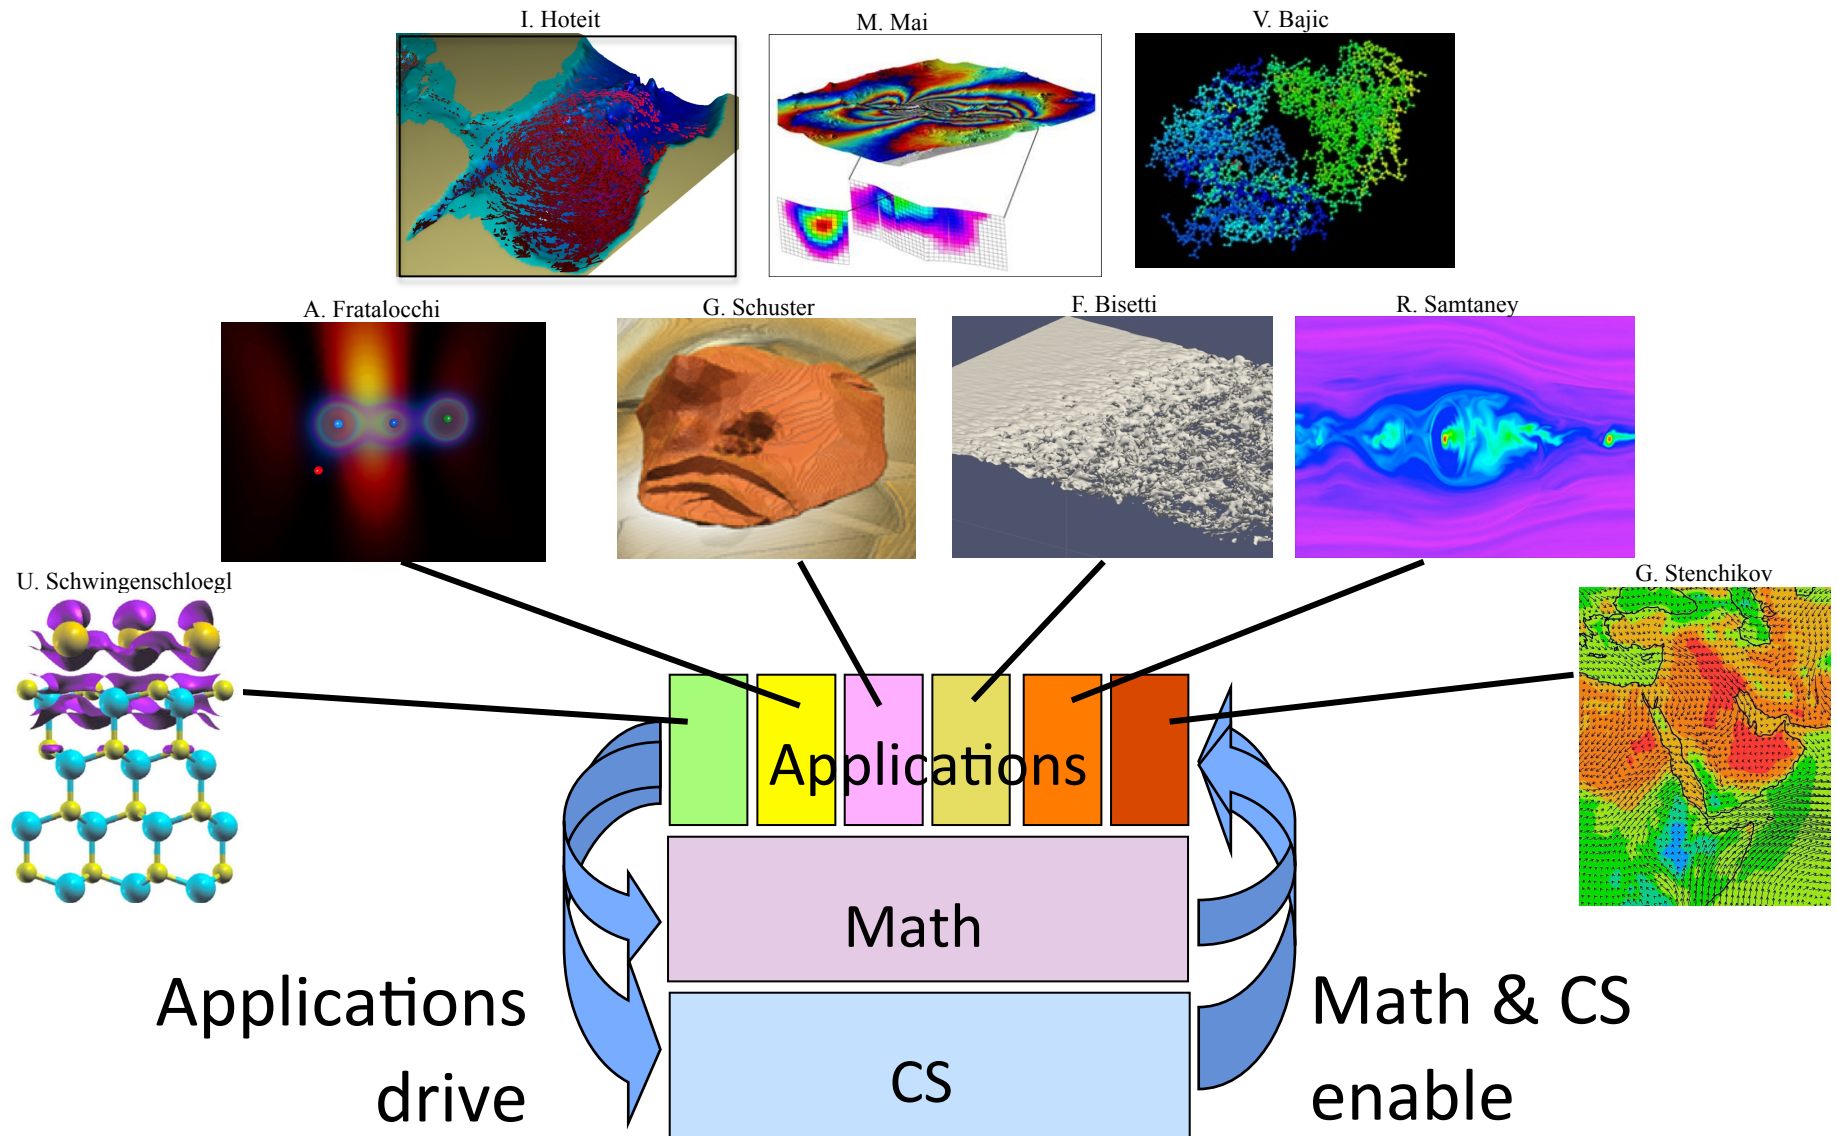 I. Hoteit
M. Mai
V. Bajic
A. Fratalocchi
G. Schuster
F. Bisetti
R. Samtaney
U. Schwingenschloegl
G. Stenchikov
Applications
Math
CS
Applications
drive
Math & CS
enable